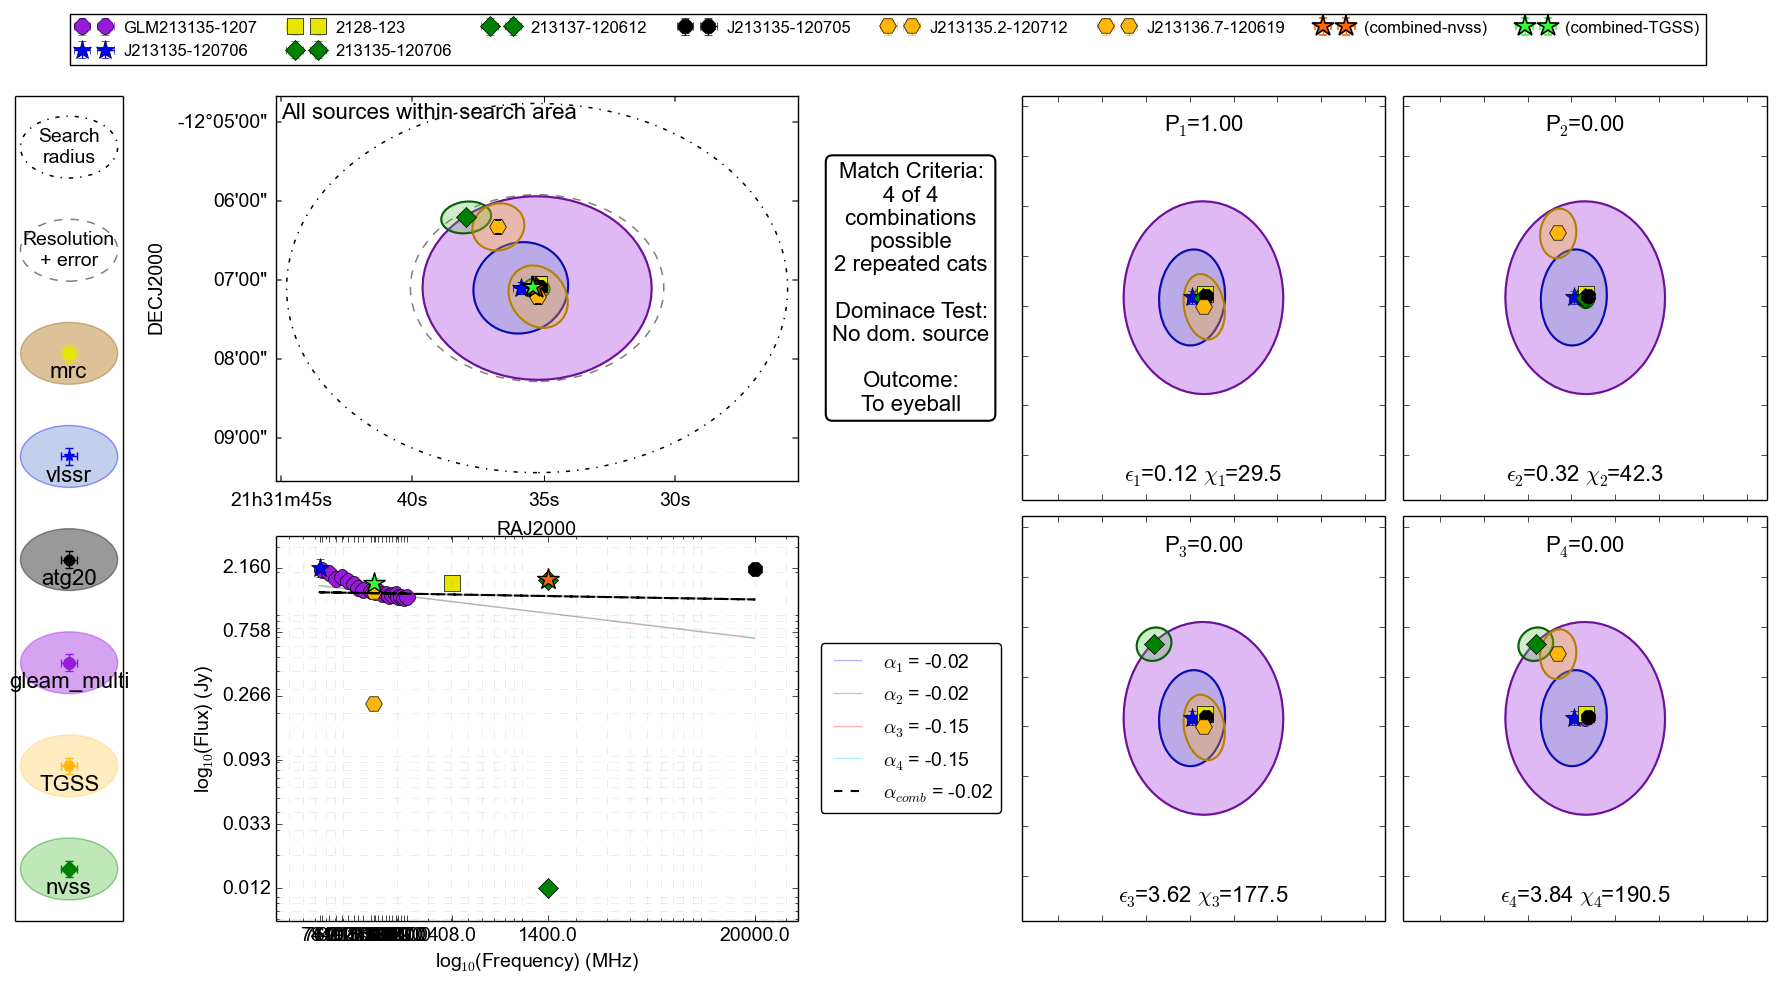 GLM213135-1207
2128-123
213137-120612
J213135-120705
J213135.2-120712
J213136.7-120619
(combined-nvss)
(combined-TGSS)
J213135-120706
213135-120706
Search
radius
Resolution
+ error
mrc
vlssr
atg20
gleam_multi
TGSS
nvss
All sources within search area
DECJ2000
-12°05'00"
06'00"
07'00"
08'00"
09'00"
21h31m45s
40s
35s
30s
RAJ2000
Match Criteria:
4 of 4
combinations
possible
2 repeated cats
Dominace Test:
No dom. source
Outcome:
To eyeball
P1=1.00
ϵ1=0.12 χ1=29.5
P2=0.00
ϵ2=0.32 χ2=42.3
P3=0.00
ϵ3=3.62 χ3=177.5
P4=0.00
ϵ4=3.84 χ4=190.5
log10(Flux) (Jy)
2.160
0.758
0.266
0.093
0.033
0.012
408.0
1400.0
20000.0
log10(Frequency) (MHz)
α1 = -0.02
α2 = -0.02
α3 = -0.15
α4 = -0.15
αcomb = -0.02